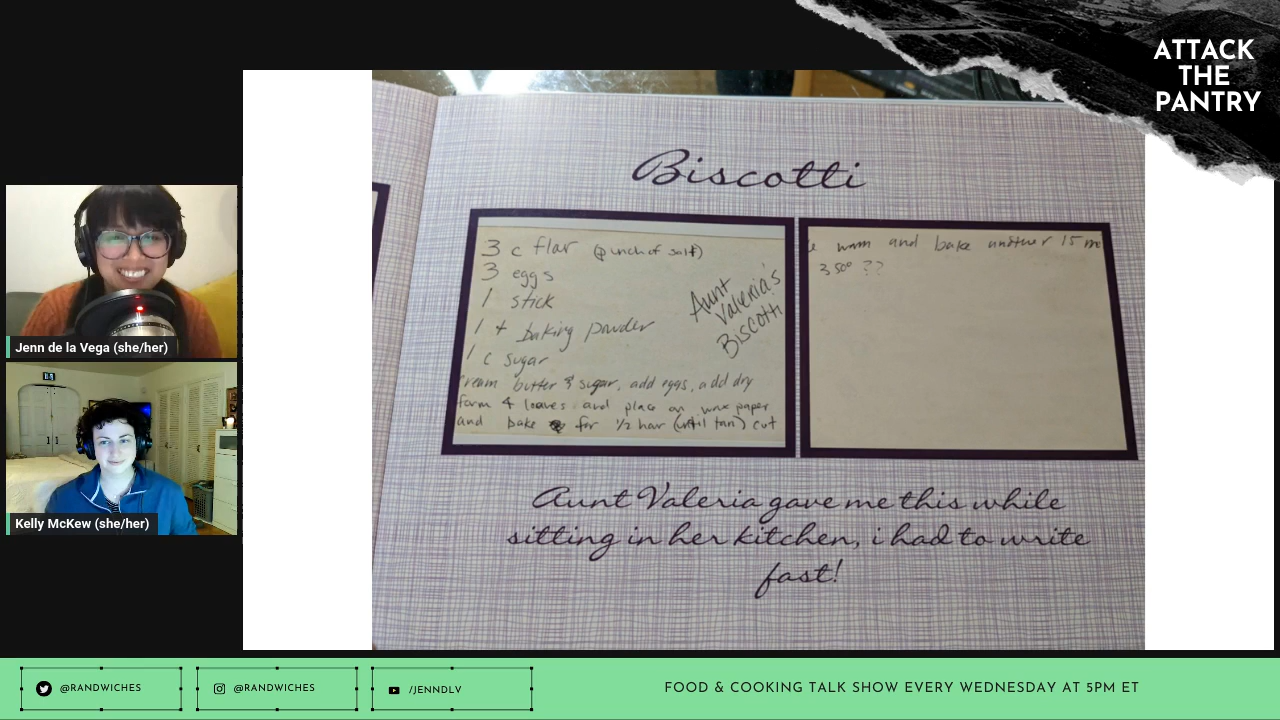 ATTACK
THE
PANTRY
Biscotti
3 c flar (pinch of salt)
3 eggs
1 stick
1 t baking powder
1 c sugar
Aunt
Valeria's
Biscotti
cream butter & sugar, add eggs, add dry
form 4 loaves and place on wax paper
and bake for 1/2 hour (until tan) cut
warm and bake another 15
350° ??
Aunt Valeria gave me this while
sitting in her kitchen, i had to write
fast!
Jenn de la Vega (she/her)
Kelly McKew (she/her)
@RANDWICHES
@RANDWICHES
/JENNDLV
FOOD & COOKING TALK SHOW EVERY WEDNESDAY AT 5PM ET